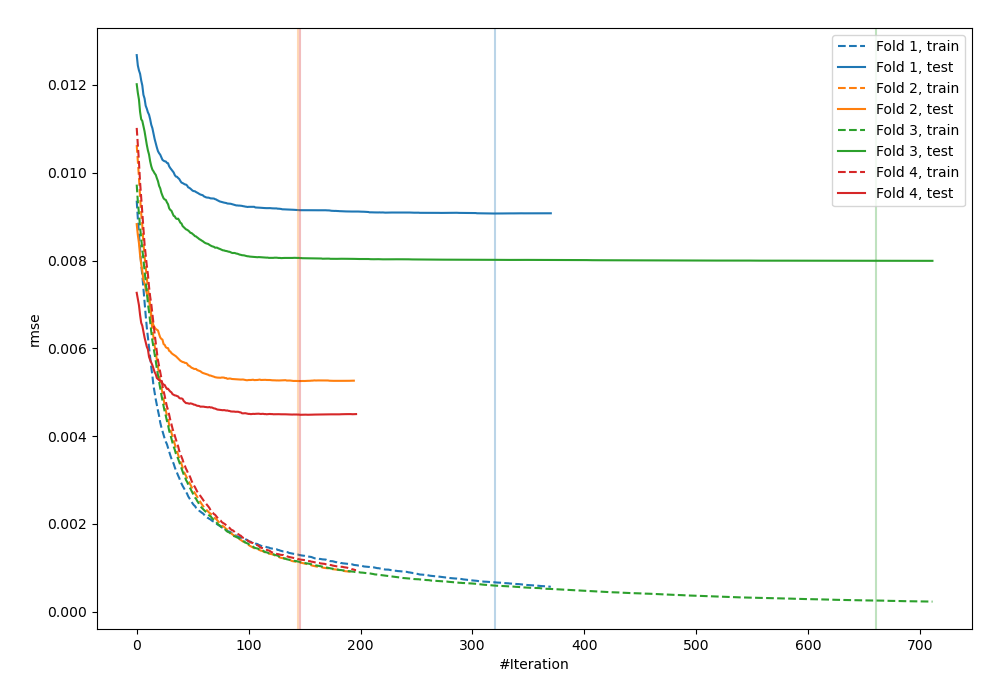 0.012
0.010
0.008
0.006
0.004
0.002
0.000
rmse
0 100 200 300 400 500 600 700
#Iteration
Fold 1, train
Fold 1, test
Fold 2, train
Fold 2, test
Fold 3, train
Fold 3, test
Fold 4, train
Fold 4, test